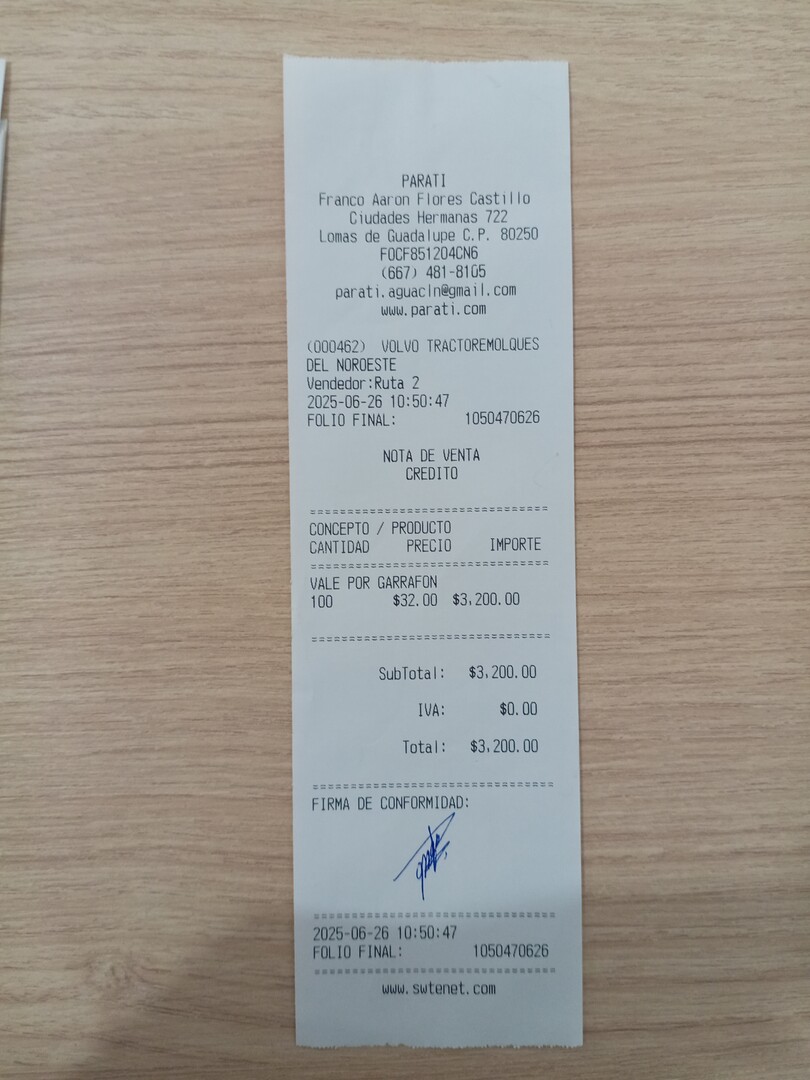 PARATI
Franco Aaron Flores Castillo
Ciudades Hermanas 722
Lomas de Guadalupe C.P. 80250
FOCF851204CN6
(667) 481-8105
parati.aguacln@gmail.com
www.parati.com
(000462) VOLVO TRACTOREMOLQUES
DEL NOROESTE
Vendedor:Ruta 2
2025-06-26 10:50:47
FOLIO FINAL: 1050470626
NOTA DE VENTA
CREDITO
===============================
CONCEPTO / PRODUCTO
CANTIDAD PRECIO IMPORTE
===============================
VALE POR GARRAFON
100 $32.00 $3,200.00
===============================
SubTotal: $3,200.00
IVA: $0.00
Total: $3,200.00
===============================
FIRMA DE CONFORMIDAD:
===============================
2025-06-26 10:50:47
FOLIO FINAL: 1050470626
===============================
www.swtenet.com